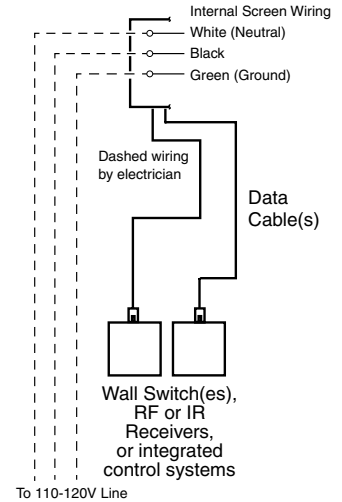 Internal Screen Wiring
White (Neutral)
Black
Green (Ground)
Dashed wiring
by electrician
Data
Cable(s)
Wall Switch(es),
RF or IR
Receivers,
or integrated
control systems
To 110-120V Line